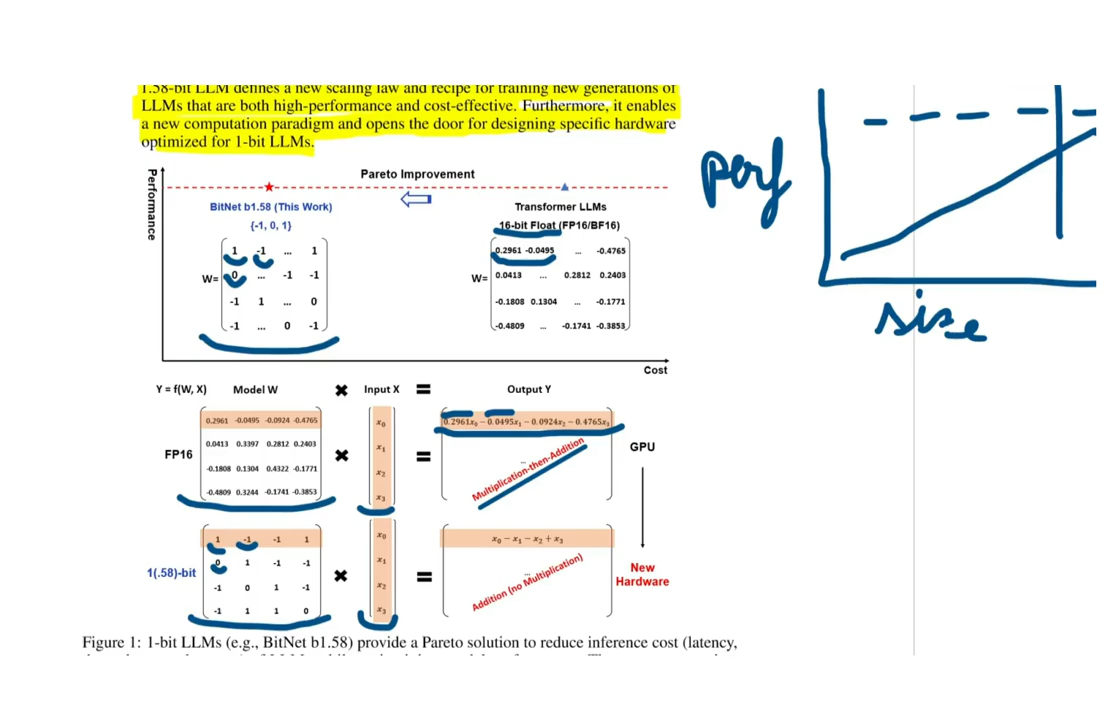 1.58-bit LLM defines a new scaling law and recipe for training new generations of
LLMs that are both high-performance and cost-effective. Furthermore, it enables
a new computation paradigm and opens the door for designing specific hardware
optimized for 1-bit LLMs.
Performance
Pareto Improvement
BitNet b1.58 (This Work)
{-1, 0, 1}
W=
1 -1 ... 1
0 ... -1 -1
-1 1 ... 0
-1 ... 0 -1
Transformer LLMs
16-bit Float (FP16/BF16)
W=
0.2961 -0.0495 ... -0.4765
0.0413 ... 0.2812 0.2403
-0.1808 0.1304 ... -0.1771
-0.4809 ... -0.1741 -0.3853
Cost
perf
size
Y = f(W, X) Model W ✖ Input X = Output Y
FP16
0.2961 -0.0495 -0.0924 -0.4765
0.0413 0.3397 0.2812 0.2403
-0.1808 0.1304 0.4322 -0.1771
-0.4809 0.3244 -0.1741 -0.3853
✖
x₀
x₁
x₂
x₃
=
0.2961x₀ − 0.0495x₁ − 0.0924x₂ − 0.4765x₃
...
Multiplication-then-Addition
GPU
1(.58)-bit
1 -1 -1 1
0 1 -1 -1
-1 0 1 -1
-1 1 1 0
✖
x₀
x₁
x₂
x₃
=
x₀ − x₁ − x₂ + x₃
...
Addition (no Multiplication)
New
Hardware
Figure 1: 1-bit LLMs (e.g., BitNet b1.58) provide a Pareto solution to reduce inference cost (latency,